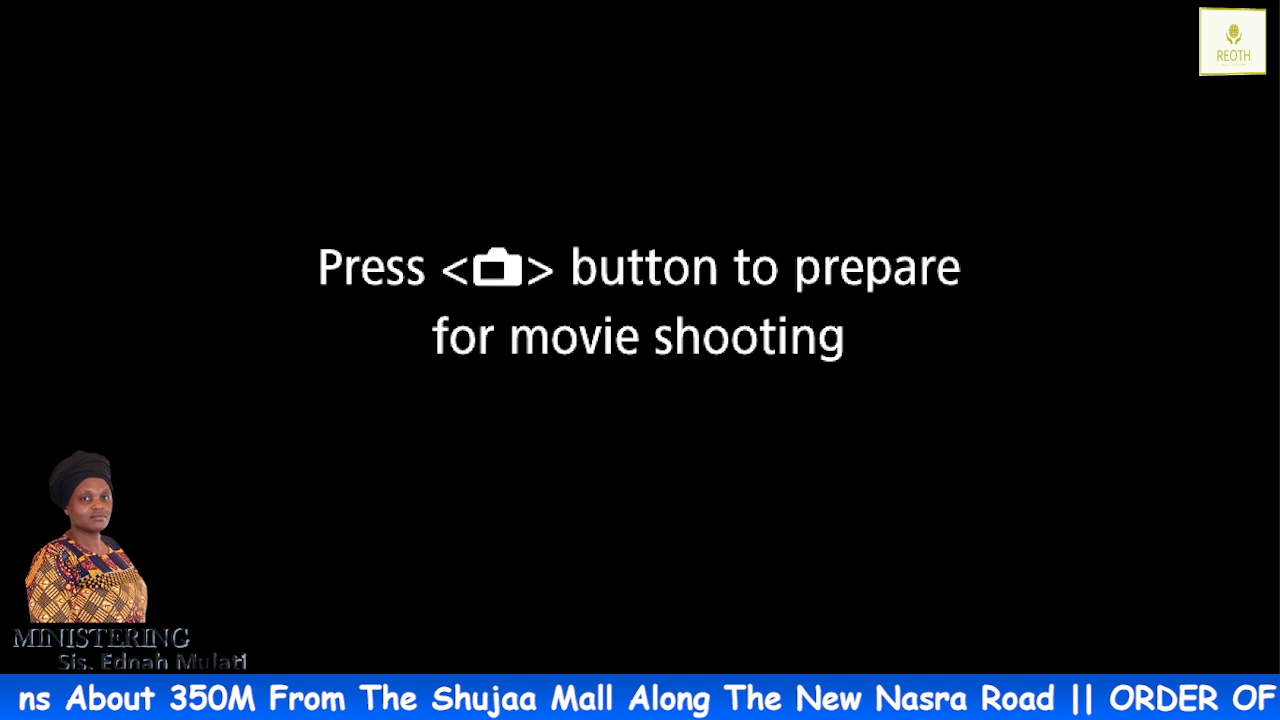 REOTH
Press <> button to prepare
for movie shooting
MINISTERING
Sis. Ednah Mulati
ns About 350M From The Shujaa Mall Along The New Nasra Road || ORDER OF